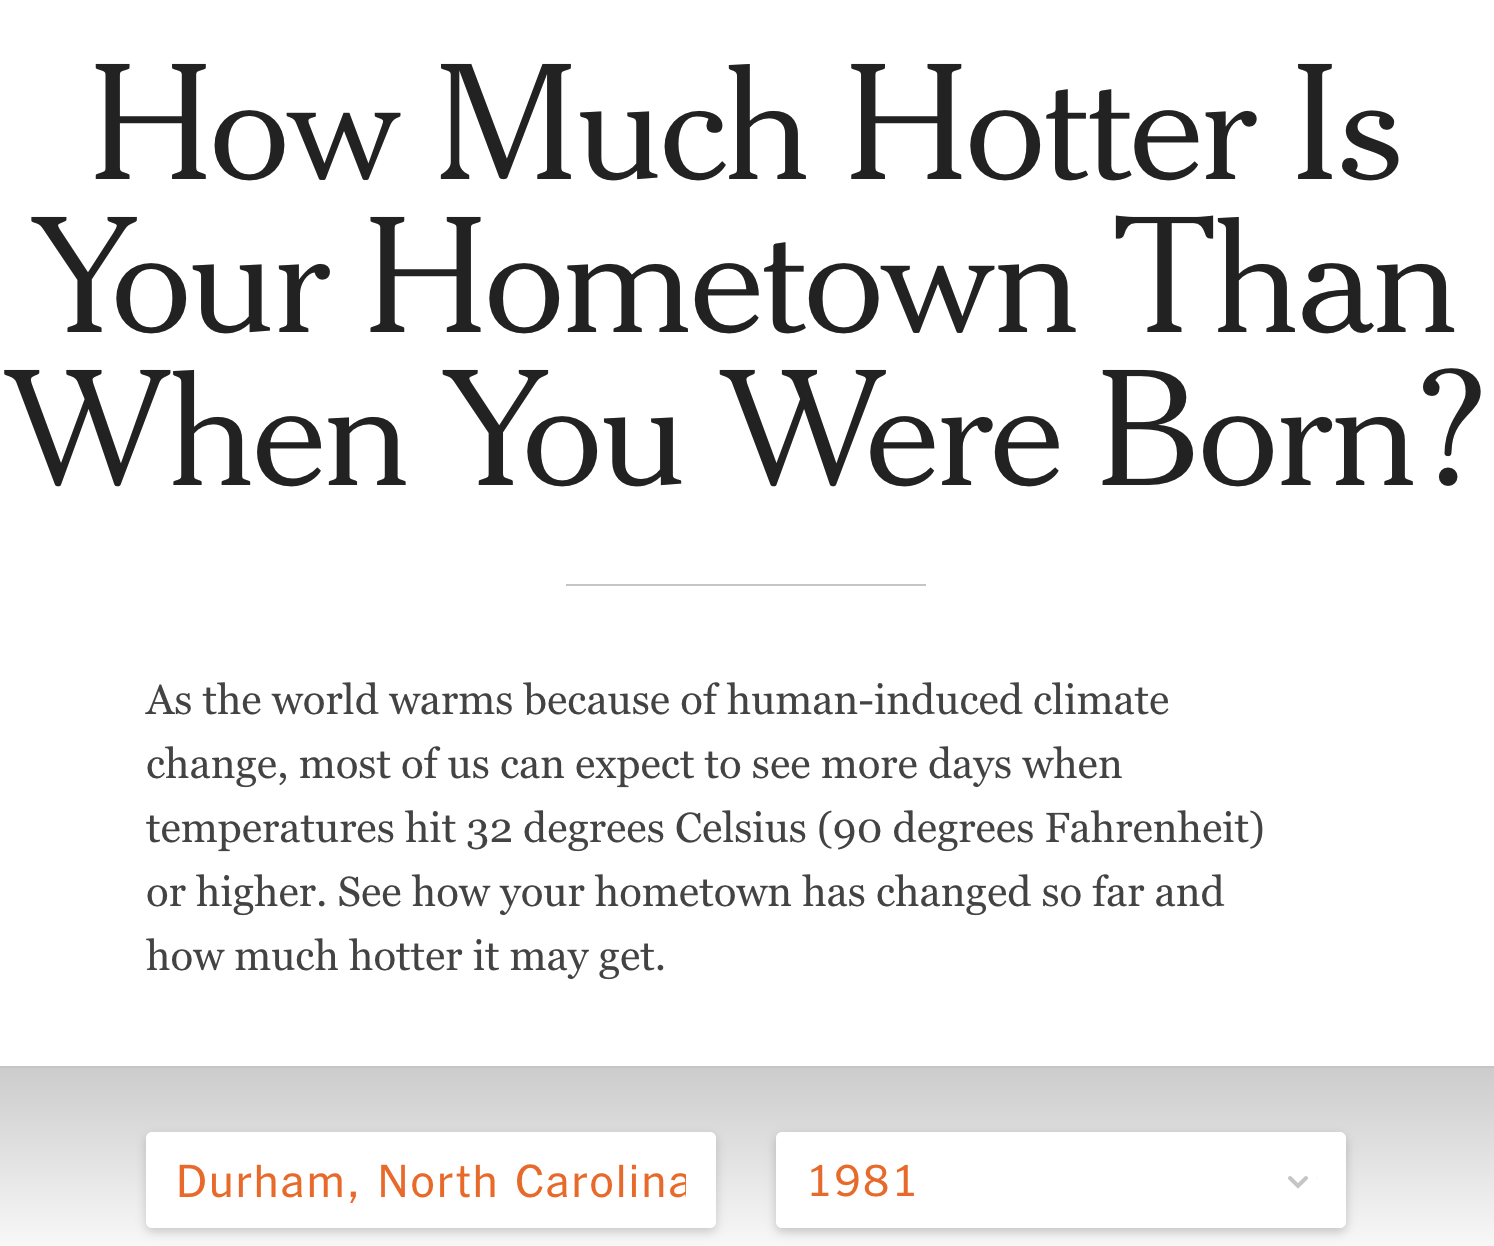 How Much Hotter Is
Your Hometown Than
When You Were Born?
As the world warms because of human-induced climate
change, most of us can expect to see more days when
temperatures hit 32 degrees Celsius (90 degrees Fahrenheit)
or higher. See how your hometown has changed so far and
how much hotter it may get.
Durham, North Carolina
1981